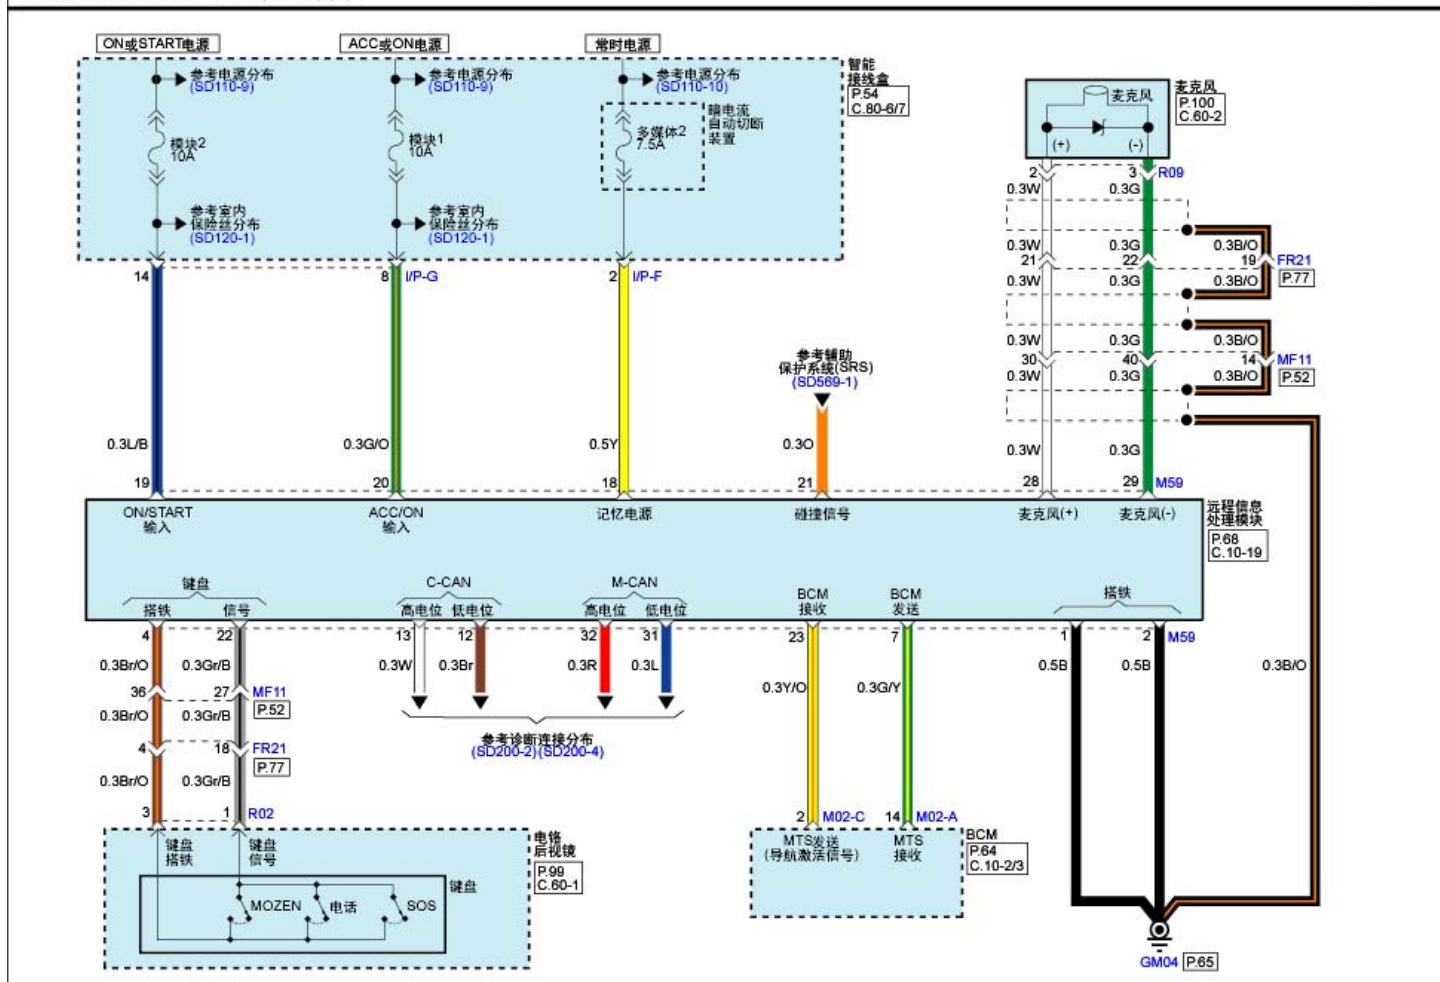 ON或START电源
ACC或ON电源
常时电源
参考电源分布
(SD110-9)
参考电源分布
(SD110-9)
参考电源分布
(SD110-10)
智能
接线盒
P.54
C.80-6/7
模块2
10A
模块1
10A
多媒体2
7.5A
暗电流
自动切断
装置
参考室内
保险丝分布
(SD120-1)
参考室内
保险丝分布
(SD120-1)
14
8 I/P-G
2 I/P-F
麦克风
(+) (-)
麦克风
P.100
C.60-2
2 3 R09
0.3W 0.3G
0.3W 0.3G 0.3B/O
21 22 19 FR21
P.77
0.3W 0.3G 0.3B/O
0.3W 0.3G 0.3B/O
30 40 14 MF11
P.52
0.3W 0.3G 0.3B/O
参考辅助
保护系统(SRS)
(SD569-1)
0.3L/B 0.3G/O 0.5Y 0.3O 0.3W 0.3G
19 20 18 21 28 29 M59
ON/START
输入
ACC/ON
输入
记忆电源
碰撞信号
麦克风(+)
麦克风(-)
远程信息
处理模块
P.68
C.10-19
键盘
搭铁 信号
C-CAN
高电位 低电位
M-CAN
高电位 低电位
BCM
接收
BCM
发送
搭铁
4 22 13 12 32 31 23 7 1 2 M59
0.3Br/O 0.3Gr/B 0.3W 0.3Br 0.3R 0.3L 0.3Y/O 0.3G/Y 0.5B 0.5B 0.3B/O
36 27 MF11
P.52
0.3Br/O 0.3Gr/B
4 18 FR21
P.77
0.3Br/O 0.3Gr/B
3 1 R02
参考诊断连接分布
(SD200-2)(SD200-4)
2 M02-C 14 M02-A
MTS发送
(导航激活信号)
MTS
接收
BCM
P.64
C.10-2/3
键盘
搭铁
键盘
信号
电铬
后视镜
P.99
C.60-1
键盘
MOZEN 电话 SOS
GM04 P.65